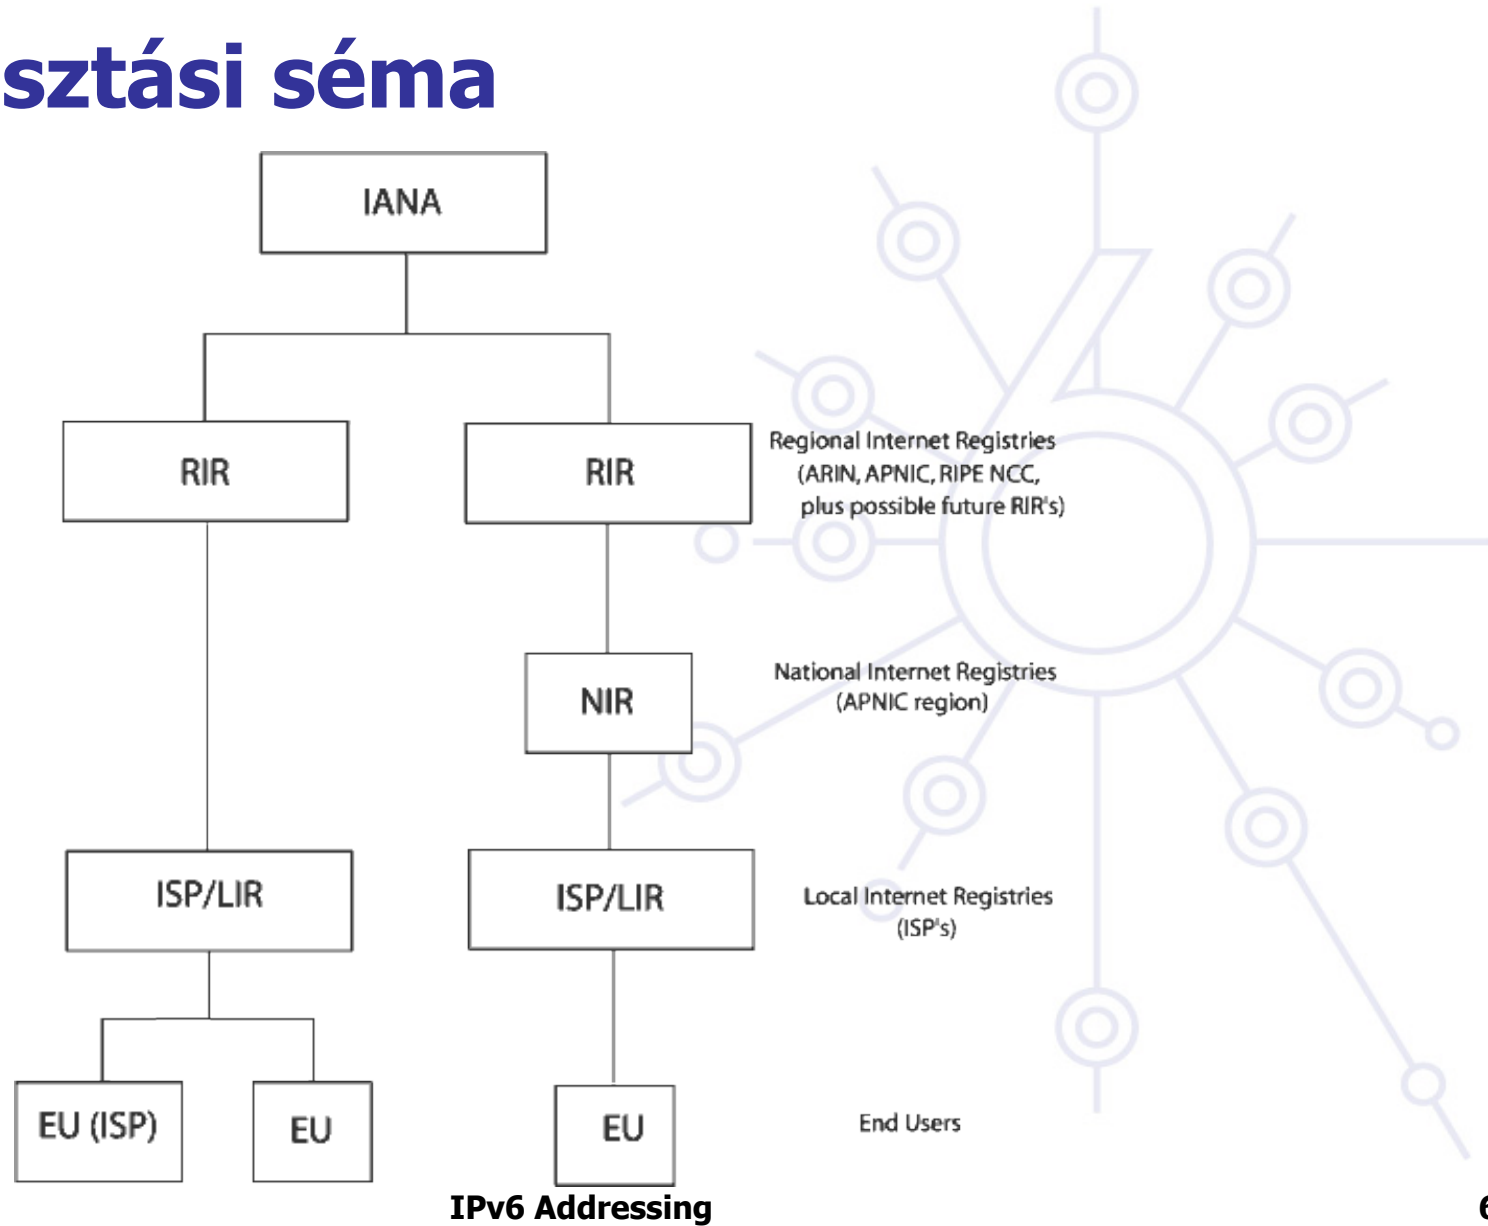 sztási séma
IANA
RIR
RIR
Regional Internet Registries
(ARIN, APNIC, RIPE NCC,
plus possible future RIR's)
NIR
National Internet Registries
(APNIC region)
ISP/LIR
ISP/LIR
Local Internet Registries
(ISP's)
EU (ISP)
EU
EU
End Users
IPv6 Addressing